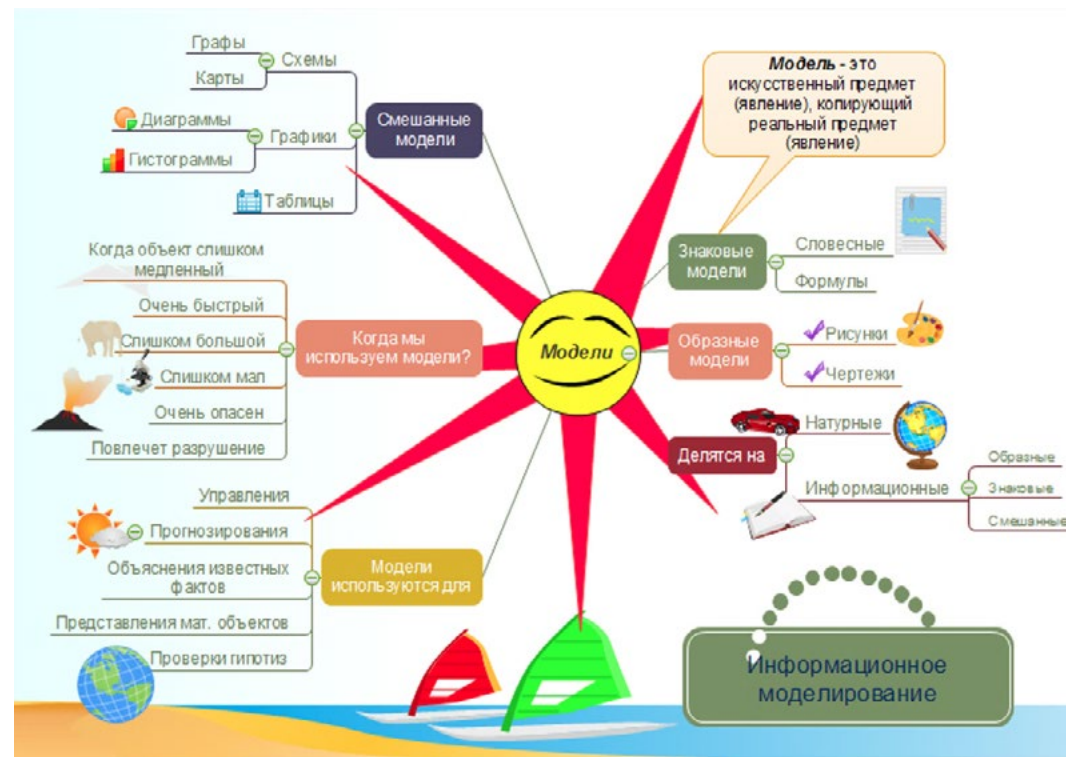 Графы
Карты
Схемы
Диаграммы
Гистограммы
Графики
Таблицы
Смешанные
модели
Модель - это
искусственный предмет
(явление), копирующий
реальный предмет
(явление)
Знаковые
модели
Словесные
Формулы
Когда объект слишком
медленный
Очень быстрый
Слишком большой
Слишком мал
Очень опасен
Повлечет разрушение
Когда мы
используем модели?
Модели
Образные
модели
Рисунки
Чертежи
Делятся на
Натурные
Информационные
Образные
Знаковые
Смешанные
Управления
Прогнозирования
Объяснения известных
фактов
Представления мат. объектов
Проверки гипотиз
Модели
используются для
Информационное
моделирование